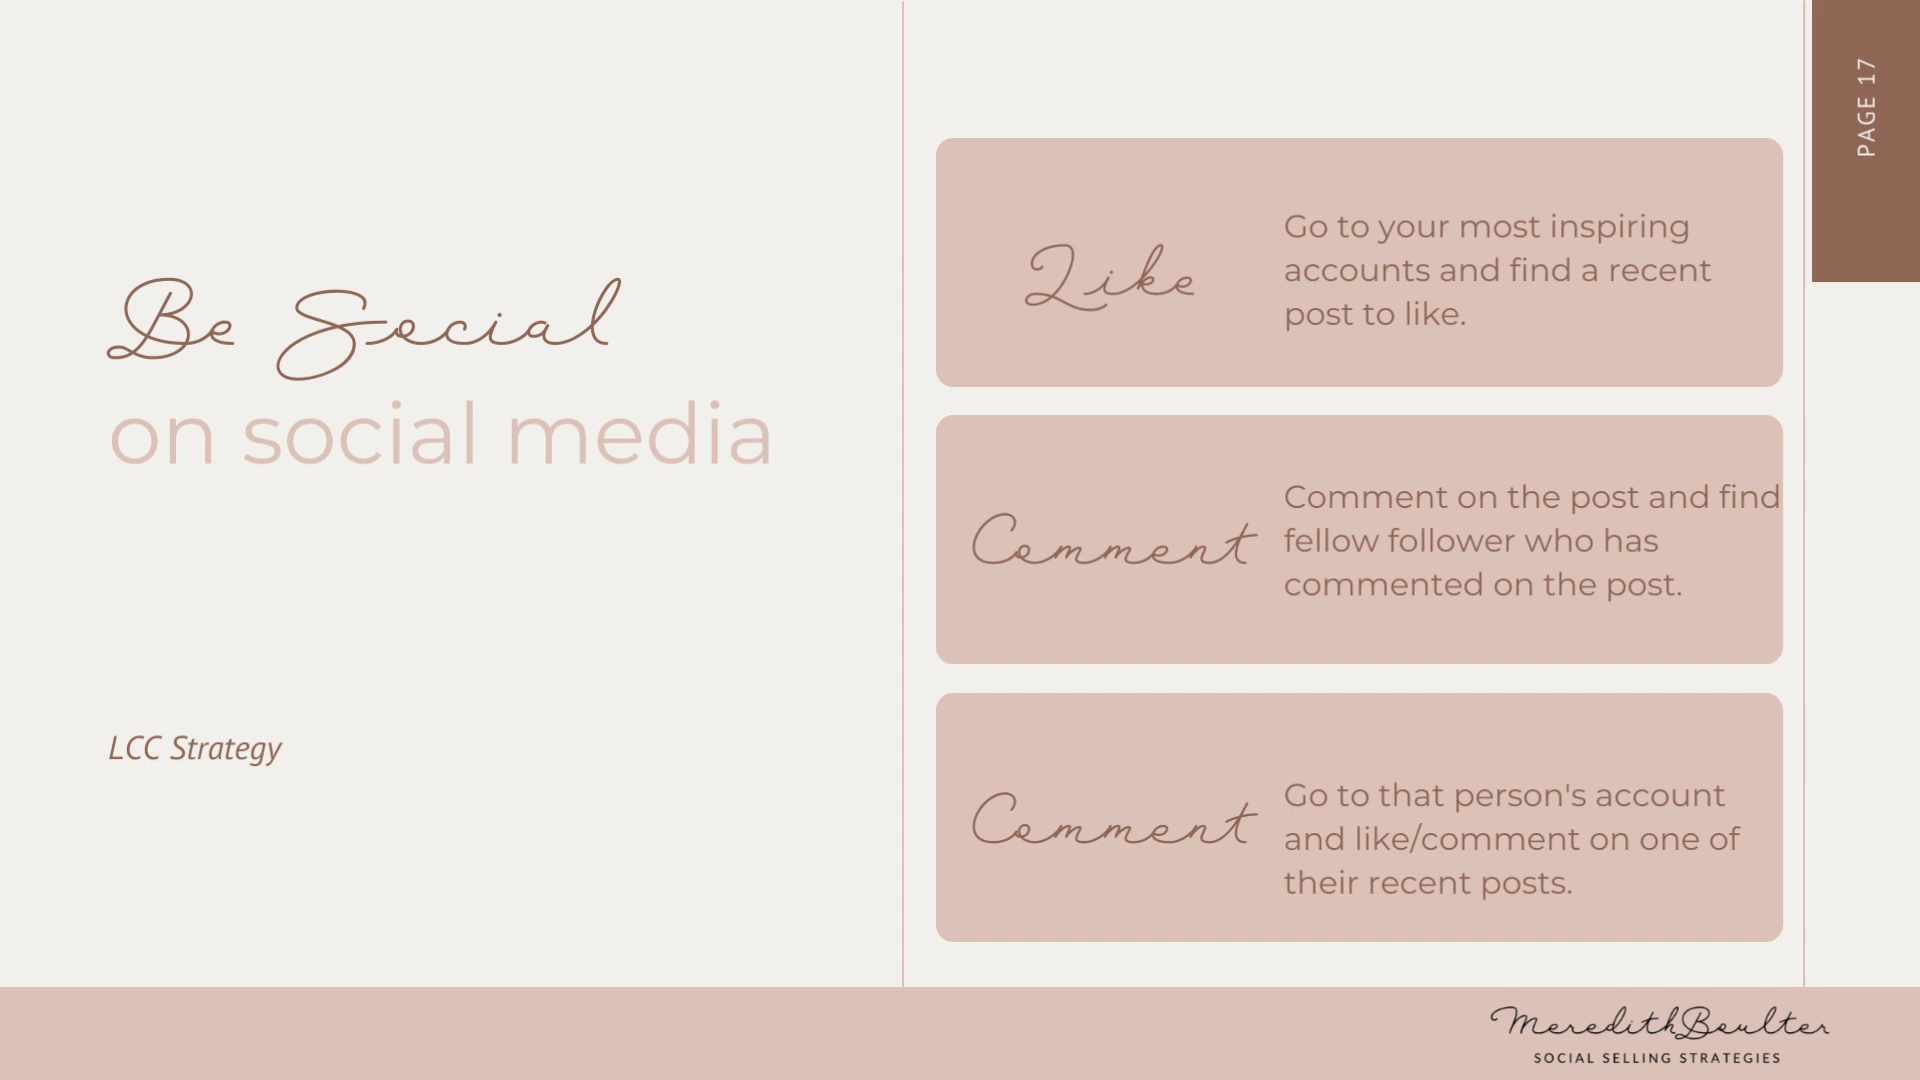 PAGE 17
Be Social
on social media
LCC Strategy
Like
Go to your most inspiring
accounts and find a recent
post to like.
Comment
Comment on the post and find
fellow follower who has
commented on the post.
Comment
Go to that person's account
and like/comment on one of
their recent posts.
Meredith Boulter
SOCIAL SELLING STRATEGIES